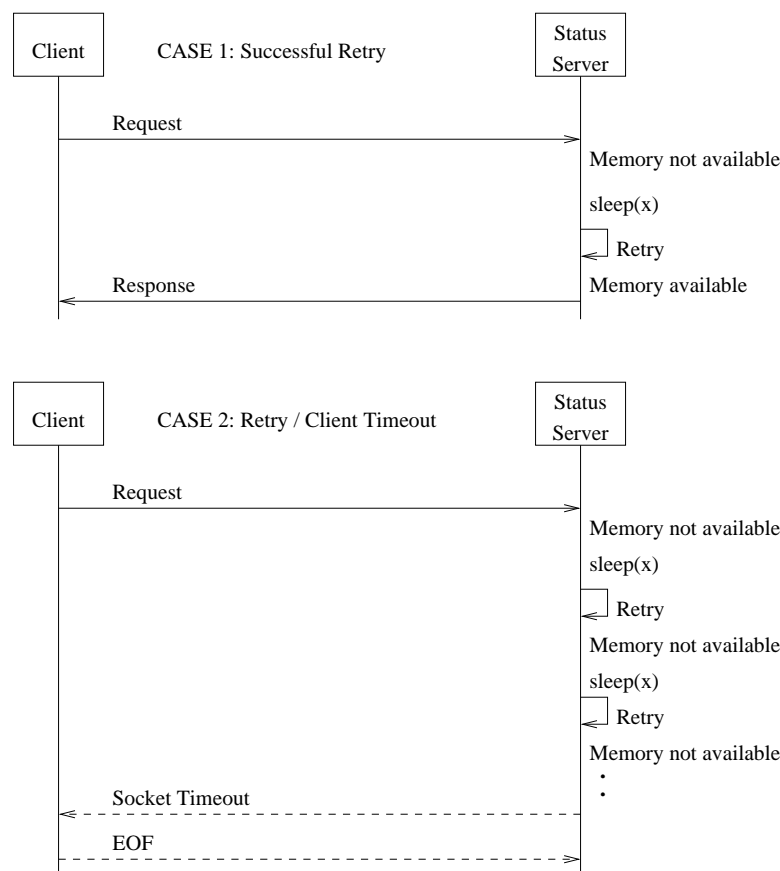 Client
CASE 1: Successful Retry
Status
Server
Request
Memory not available
sleep(x)
Retry
Response
Memory available
Client
CASE 2: Retry / Client Timeout
Status
Server
Request
Memory not available
sleep(x)
Retry
Memory not available
sleep(x)
Retry
Memory not available
Socket Timeout
EOF